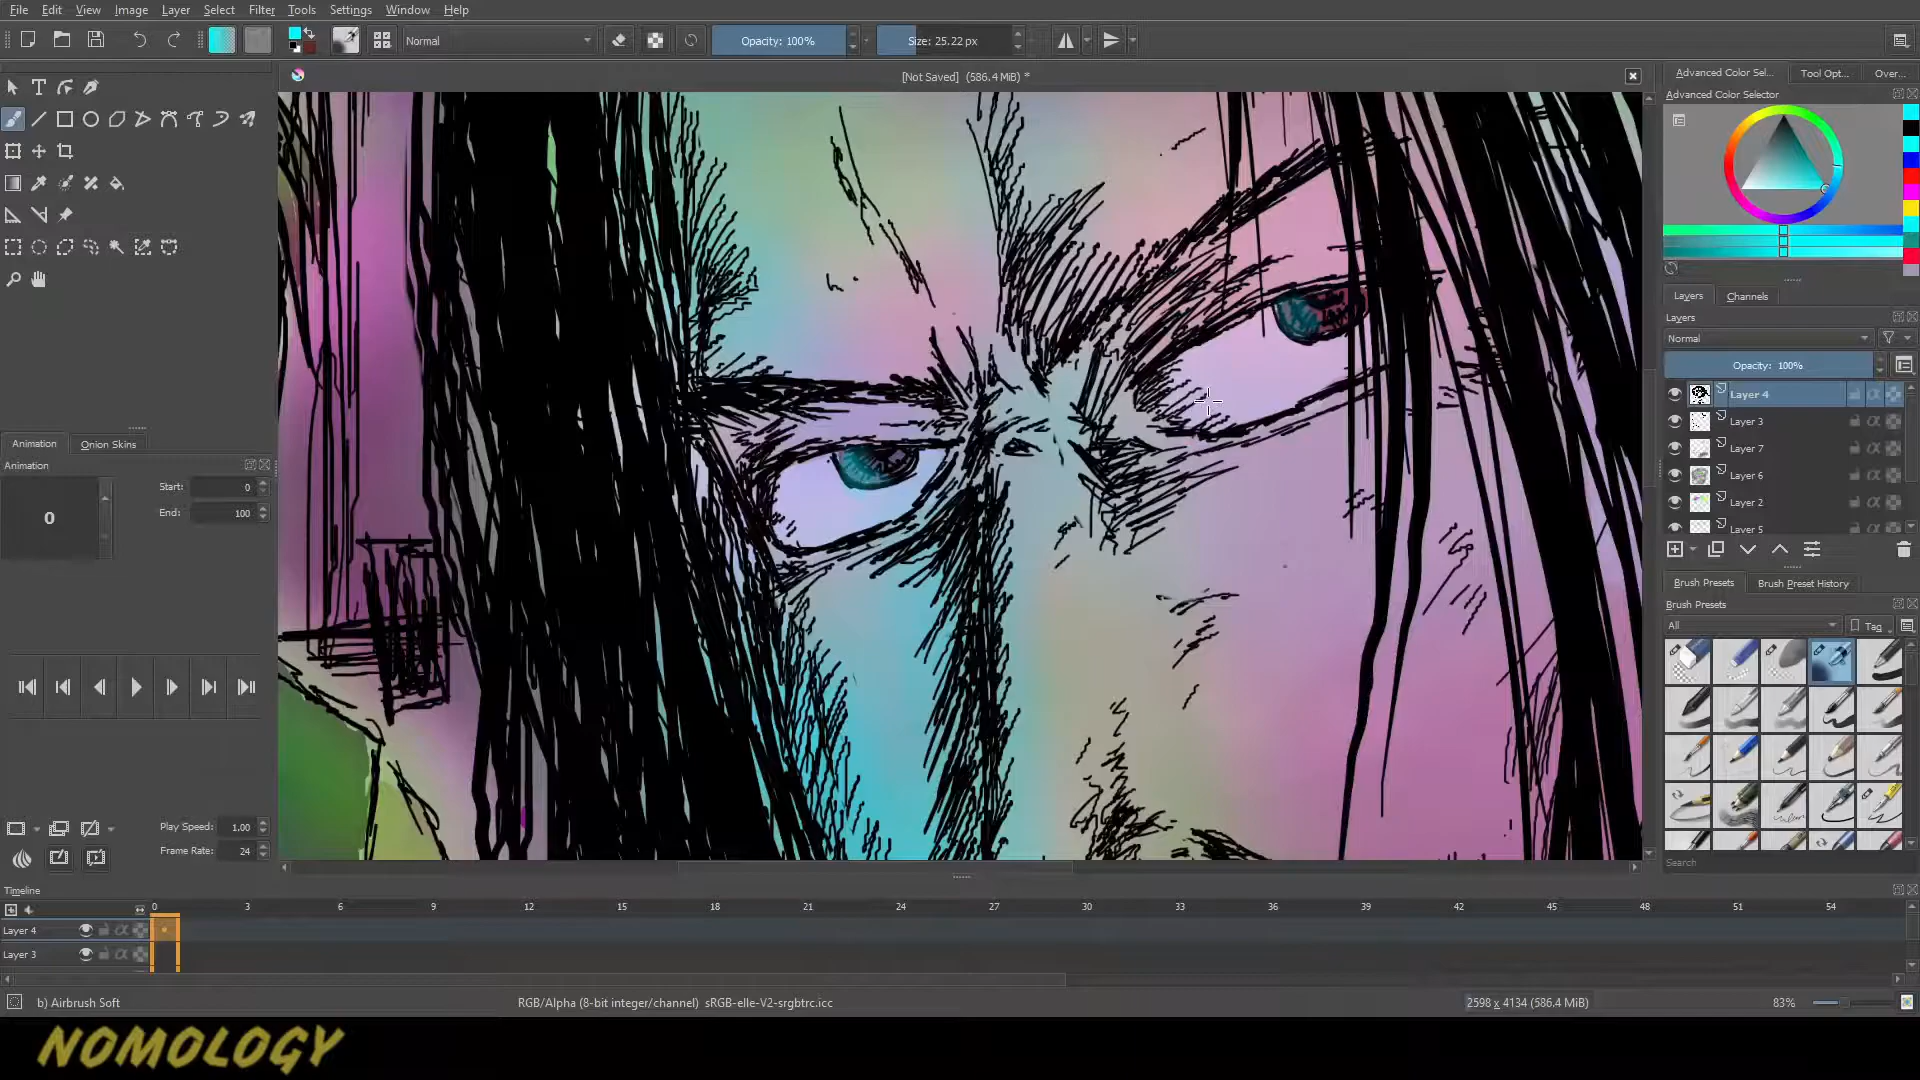 File Edit View Image Layer Select Filter Tools Settings Window Help
Normal Opacity: 100% Size: 25.22 px
[Not Saved] (586.4 MiB) *
Advanced Color Sel... Tool Opt... Over...
Advanced Color Selector
Layers Channels
Layers
Normal
Opacity: 100%
Layer 4
Layer 3
Layer 7
Layer 6
Layer 2
Layer 5
Animation Onion Skins
Animation
Start: 0
0
End: 100
Brush Presets Brush Preset History
Brush Presets
All Tag
Search
Play Speed: 1.00
Frame Rate: 24
Timeline
0 3 6 9 12 15 18 21 24 27 30 33 36 39 42 45 48 51 54
Layer 4
Layer 3
b) Airbrush Soft RGB/Alpha (8-bit integer/channel) sRGB-elle-V2-srgbtrc.icc 2598 x 4134 (586.4 MiB) 83%
NOMOLOGY